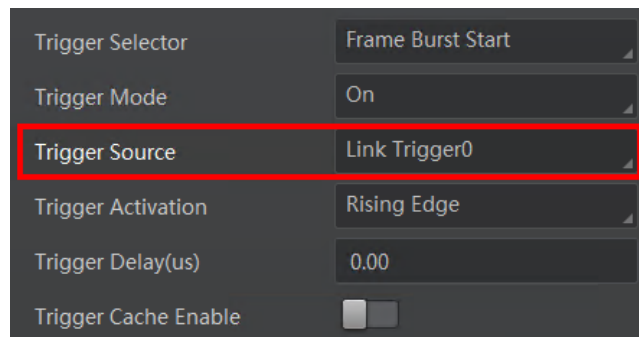 Trigger Selector Frame Burst Start
Trigger Mode On
Trigger Source Link Trigger0
Trigger Activation Rising Edge
Trigger Delay(us) 0.00
Trigger Cache Enable